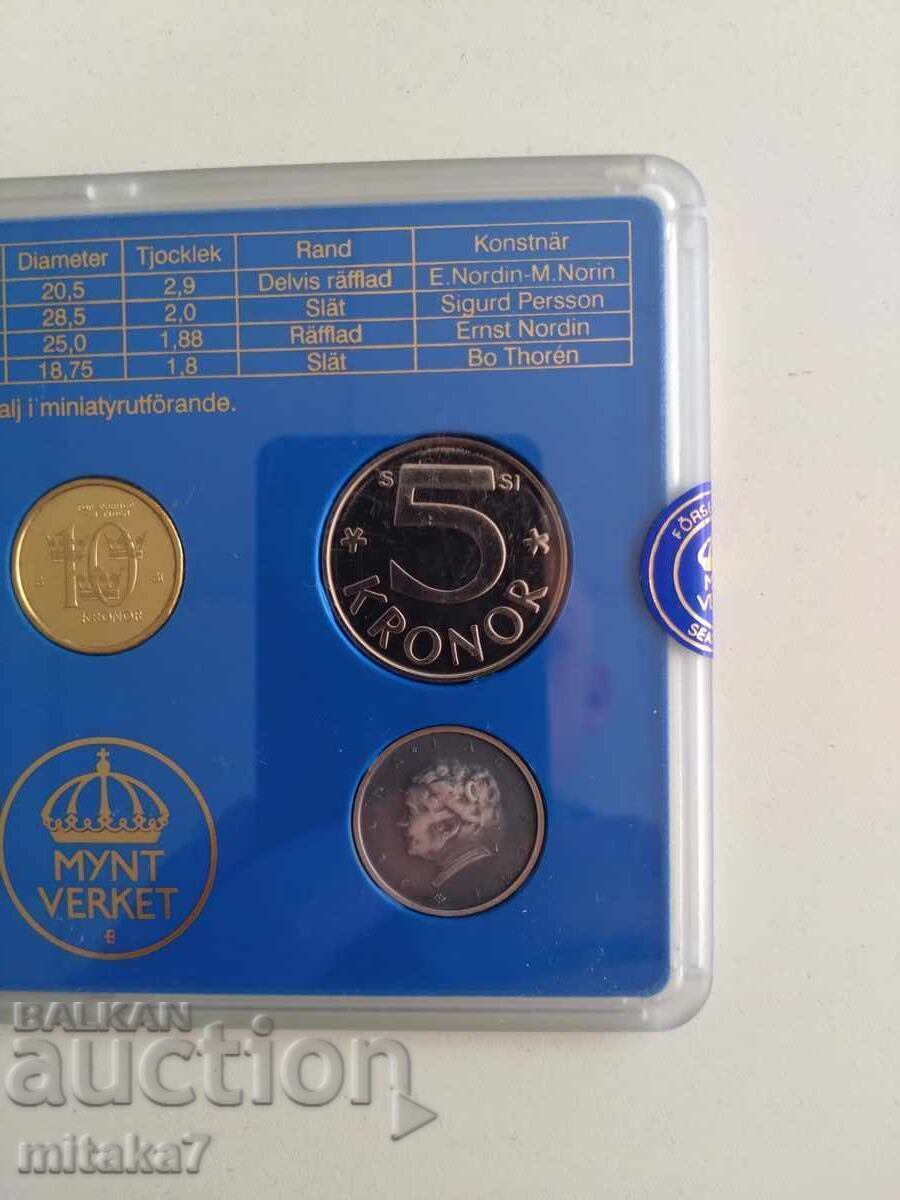 Diameter Tjocklek Rand Konstnär
20,5 2,9 Delvis räfflad E.Nordin-M.Norin
28,5 2,0 Slät Sigurd Persson
25,0 1,88 Räfflad Ernst Nordin
18,75 1,8 Slät Bo Thorén
alj i miniatyrutförande.
10
KRONOR
S SI
5
KRONOR
MYNT
VERKET
BALKAN
auction
mitaka7